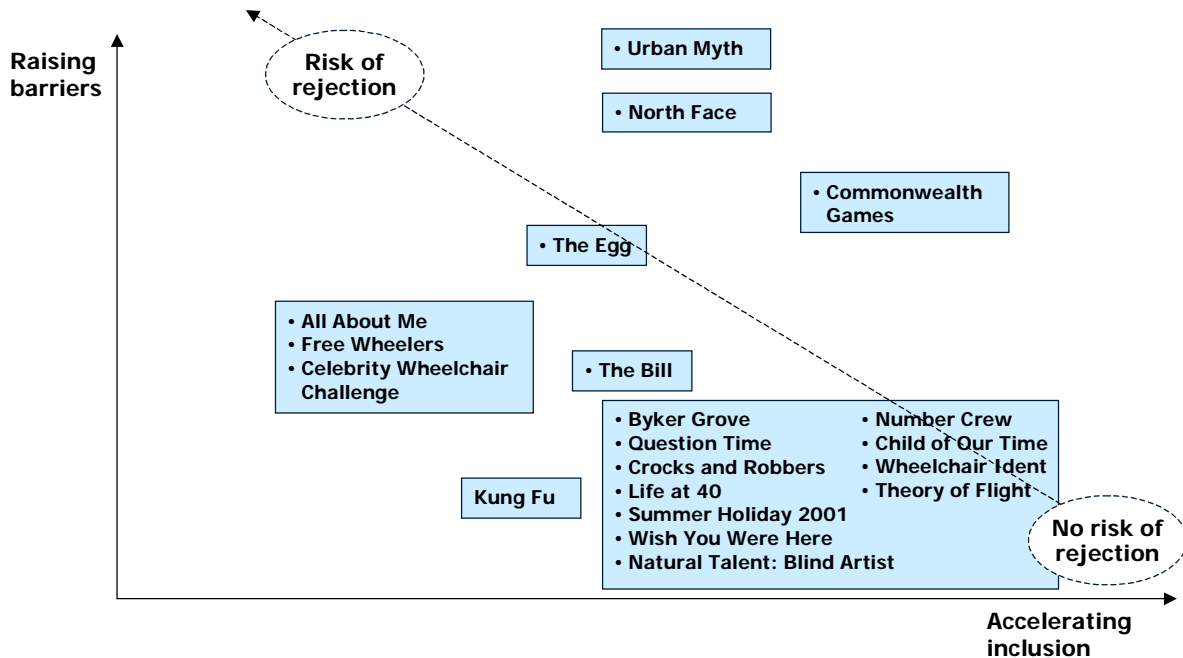 Raising
barriers
Risk of
rejection
• Urban Myth
• North Face
• Commonwealth
Games
• The Egg
• All About Me
• Free Wheelers
• Celebrity Wheelchair
Challenge
• The Bill
• Byker Grove
• Question Time
• Crocks and Robbers
• Life at 40
• Summer Holiday 2001
• Wish You Were Here
• Natural Talent: Blind Artist
• Number Crew
• Child of Our Time
• Wheelchair Ident
• Theory of Flight
Kung Fu
No risk of
rejection
Accelerating
inclusion